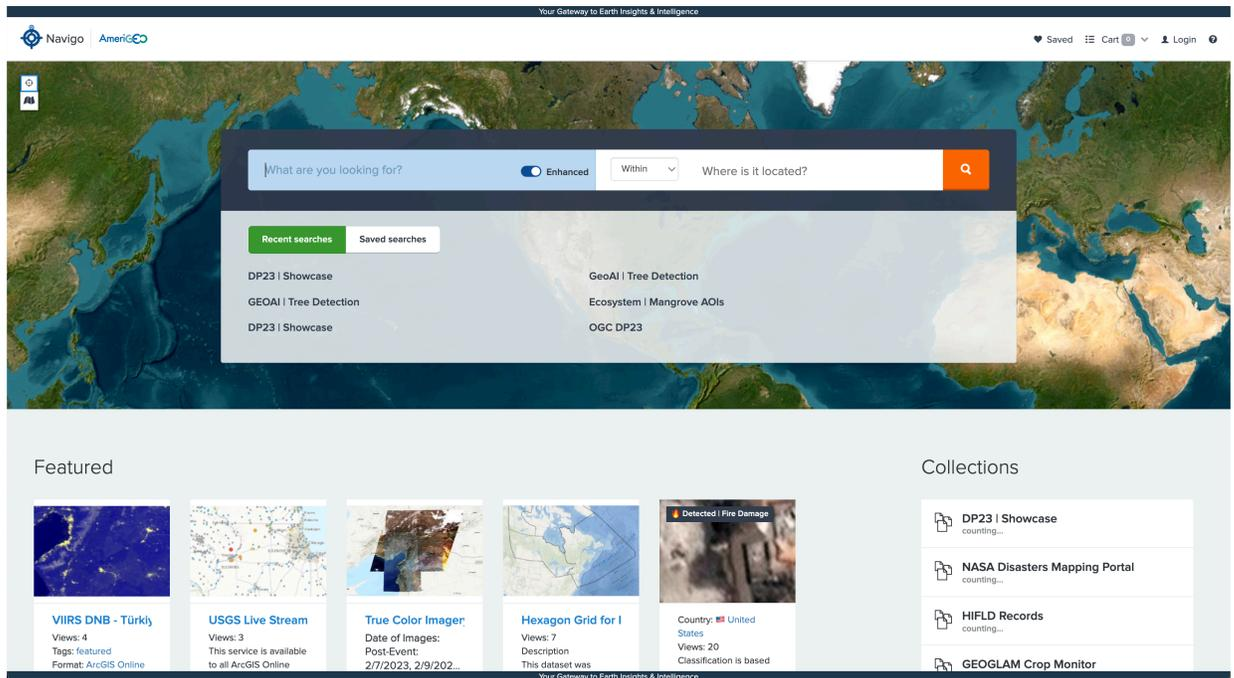 Your Gateway to Earth Insights & Intelligence
Navigo AmeriGEO
Saved Cart 0 Login
What are you looking for? Enhanced Within Where is it located?
Recent searches Saved searches
DP23 | Showcase
GEOAI | Tree Detection
DP23 | Showcase
GeoAI | Tree Detection
Ecosystem | Mangrove AOIs
OGC DP23
Featured
VIIRS DNB - Türkiy
Views: 4
Tags: featured
Format: ArcGIS Online
USGS Live Stream
Views: 3
This service is available
to all ArcGIS Online
True Color Imager
Date of Images:
Post-Event:
2/7/2023, 2/9/202...
Hexagon Grid for I
Views: 7
Description
This dataset was
Detected | Fire Damage
Country: United
States
Views: 20
Classification is based
Collections
DP23 | Showcase
counting...
NASA Disasters Mapping Portal
counting...
HIFLD Records
counting...
GEOGLAM Crop Monitor
Your Gateway to Earth Insights & Intelligence